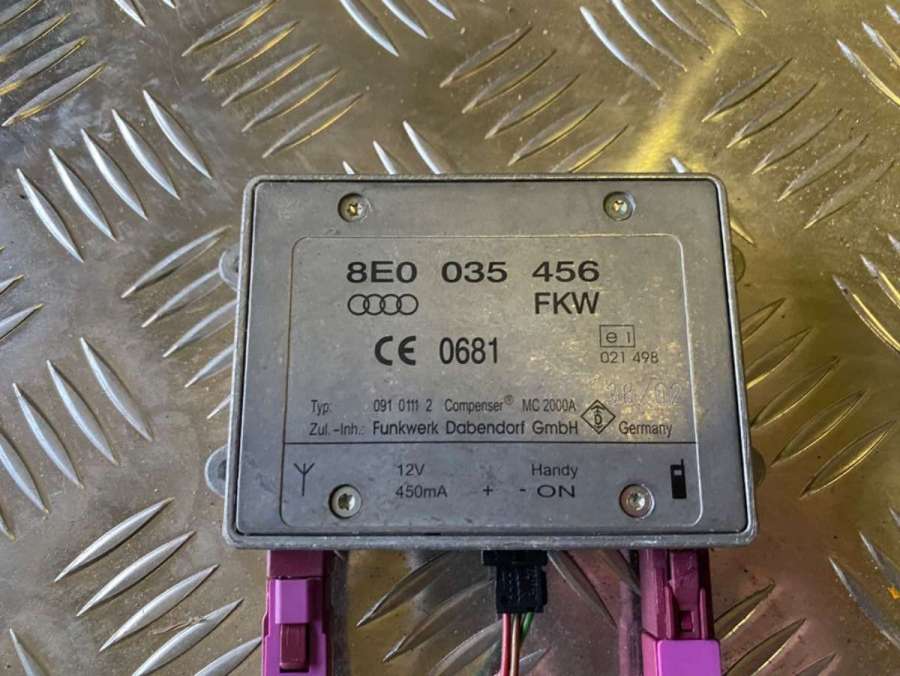 8E0 035 456
FKW
CE 0681
e 1
021 498
Typ: 091 0111 2 Compenser® MC 2000A
Zul.-Inh.: Funkwerk Dabendorf GmbH Germany
12V Handy
450mA + - ON